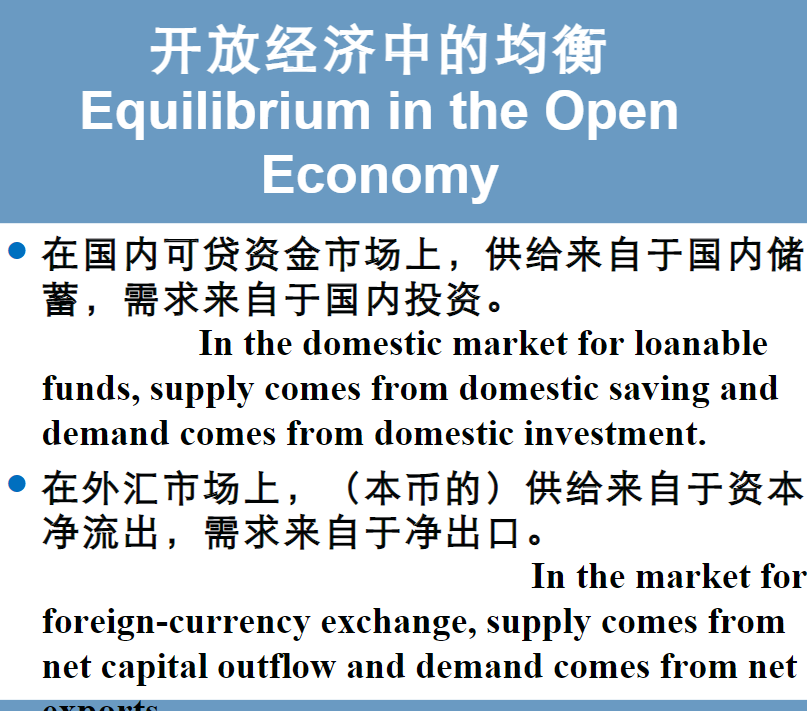 开放经济中的均衡
Equilibrium in the Open
Economy
在国内可贷资金市场上，供给来自于国内储
蓄，需求来自于国内投资。
In the domestic market for loanable
funds, supply comes from domestic saving and
demand comes from domestic investment.
在外汇市场上，（本币的）供给来自于资本
净流出，需求来自于净出口。
In the market for
foreign-currency exchange, supply comes from
net capital outflow and demand comes from net
exports